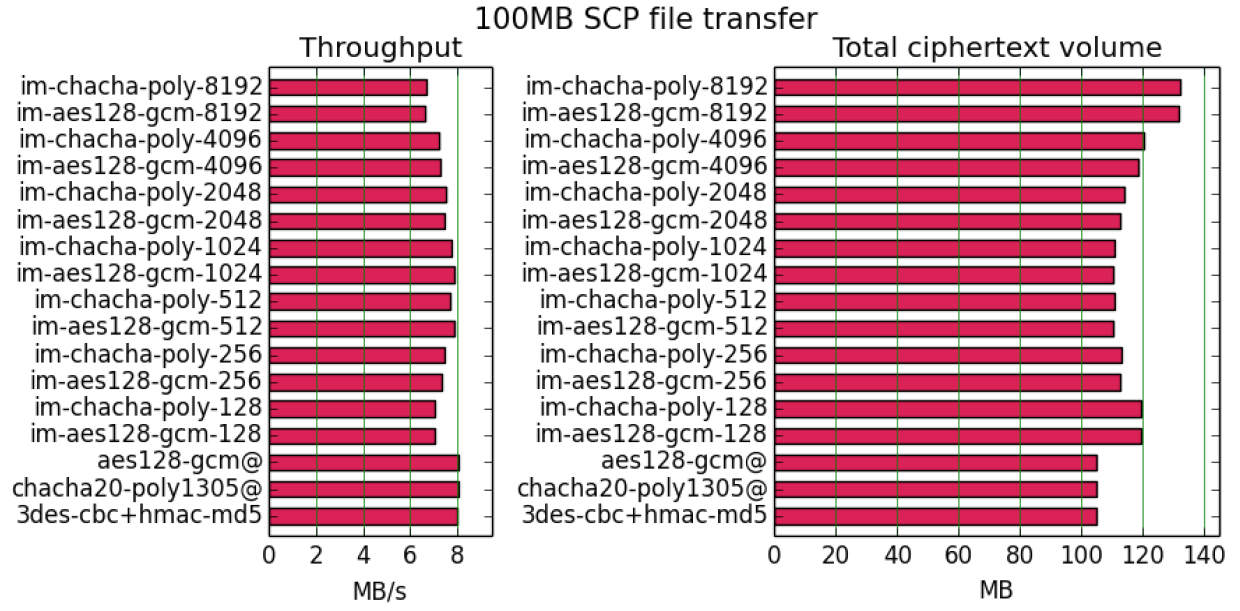 100MB SCP file transfer
Throughput
im-chacha-poly-8192
im-aes128-gcm-8192
im-chacha-poly-4096
im-aes128-gcm-4096
im-chacha-poly-2048
im-aes128-gcm-2048
im-chacha-poly-1024
im-aes128-gcm-1024
im-chacha-poly-512
im-aes128-gcm-512
im-chacha-poly-256
im-aes128-gcm-256
im-chacha-poly-128
im-aes128-gcm-128
aes128-gcm@
chacha20-poly1305@
3des-cbc+hmac-md5
0 2 4 6 8
MB/s
Total ciphertext volume
im-chacha-poly-8192
im-aes128-gcm-8192
im-chacha-poly-4096
im-aes128-gcm-4096
im-chacha-poly-2048
im-aes128-gcm-2048
im-chacha-poly-1024
im-aes128-gcm-1024
im-chacha-poly-512
im-aes128-gcm-512
im-chacha-poly-256
im-aes128-gcm-256
im-chacha-poly-128
im-aes128-gcm-128
aes128-gcm@
chacha20-poly1305@
3des-cbc+hmac-md5
0 20 40 60 80 100 120 140
MB